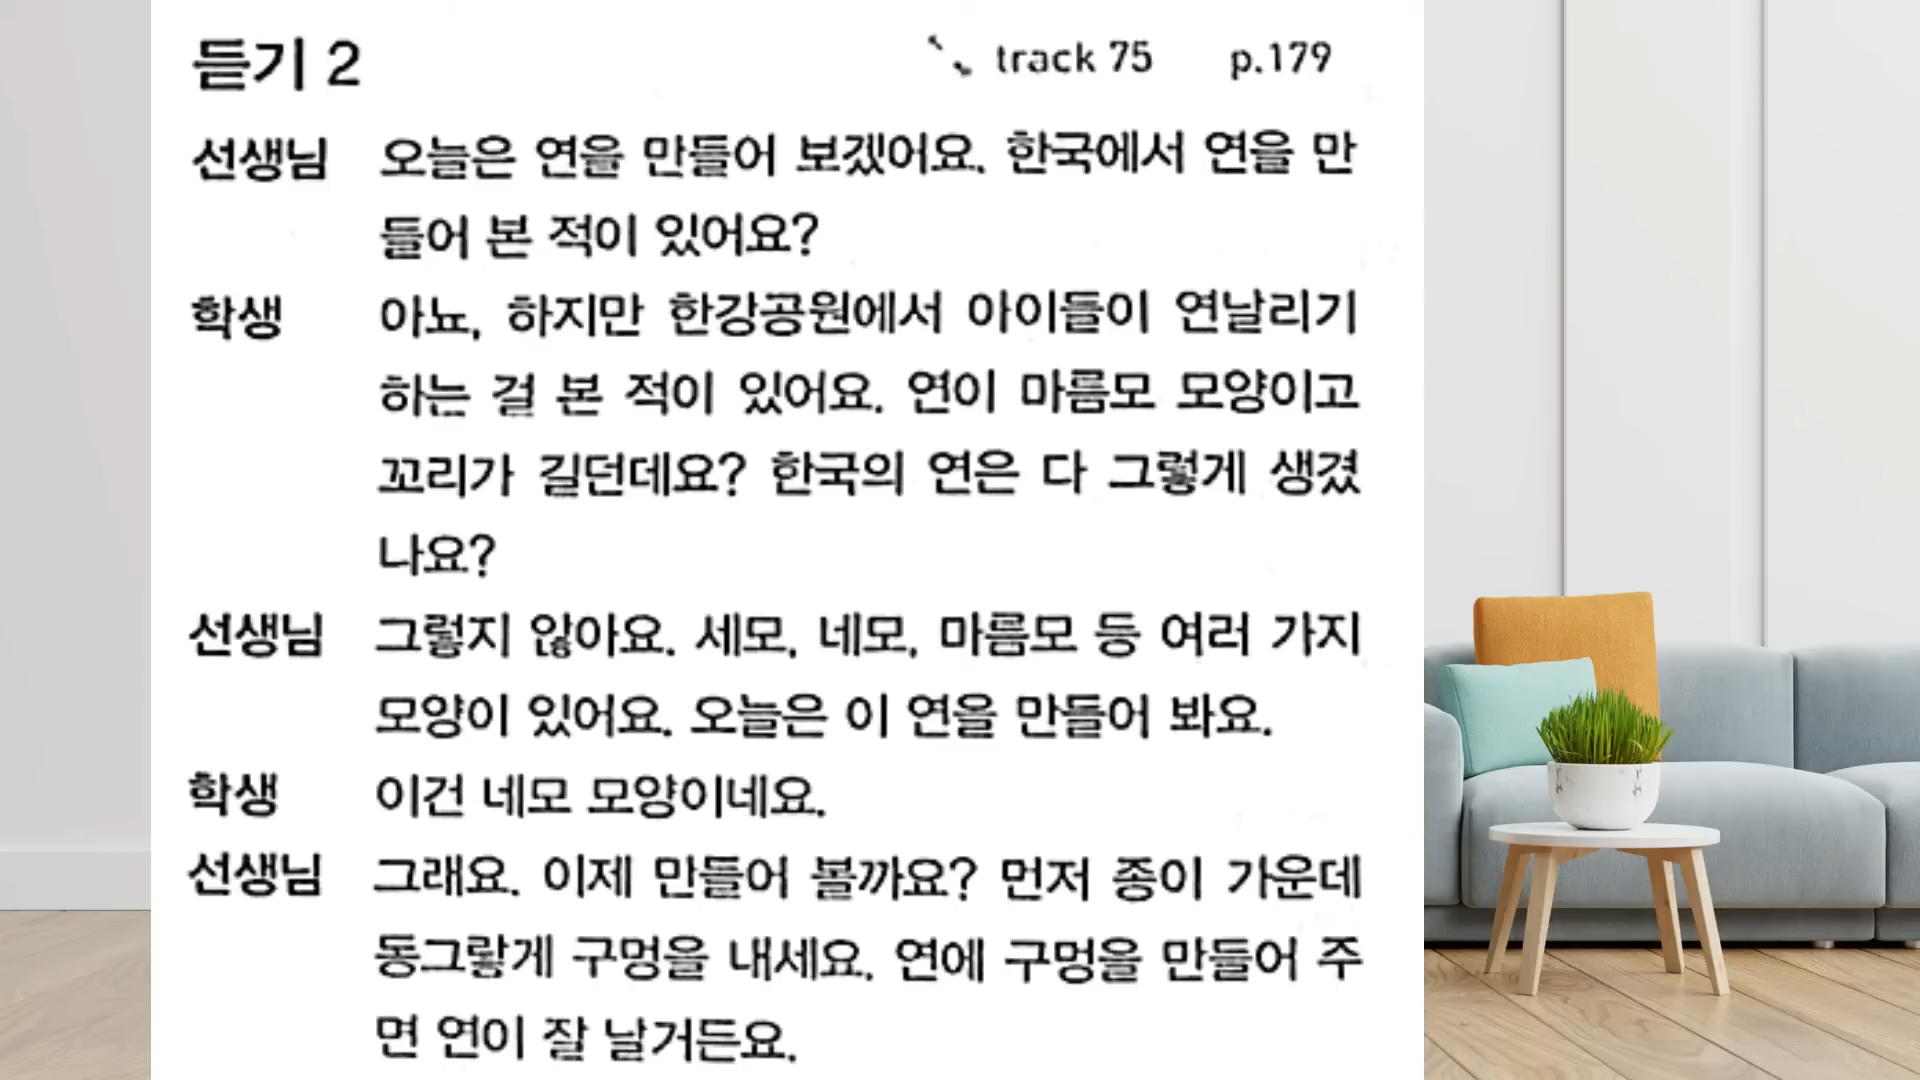 듣기 2 track 75 p.179
선생님 오늘은 연을 만들어 보겠어요. 한국에서 연을 만
들어 본 적이 있어요?
학생 아뇨, 하지만 한강공원에서 아이들이 연날리기
하는 걸 본 적이 있어요. 연이 마름모 모양이고
꼬리가 길던데요? 한국의 연은 다 그렇게 생겼
나요?
선생님 그렇지 않아요. 세모, 네모, 마름모 등 여러 가지
모양이 있어요. 오늘은 이 연을 만들어 봐요.
학생 이건 네모 모양이네요.
선생님 그래요. 이제 만들어 볼까요? 먼저 종이 가운데
동그랗게 구멍을 내세요. 연에 구멍을 만들어 주
면 연이 잘 날거든요.